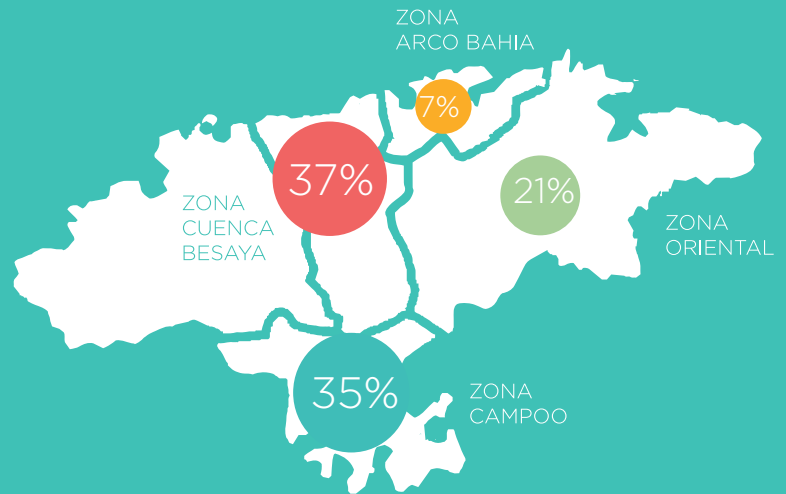 ZONA
ARCO BAHIA
7%
37%
21%
ZONA
CUENCA
BESAYA
ZONA
ORIENTAL
35%
ZONA
CAMPOO